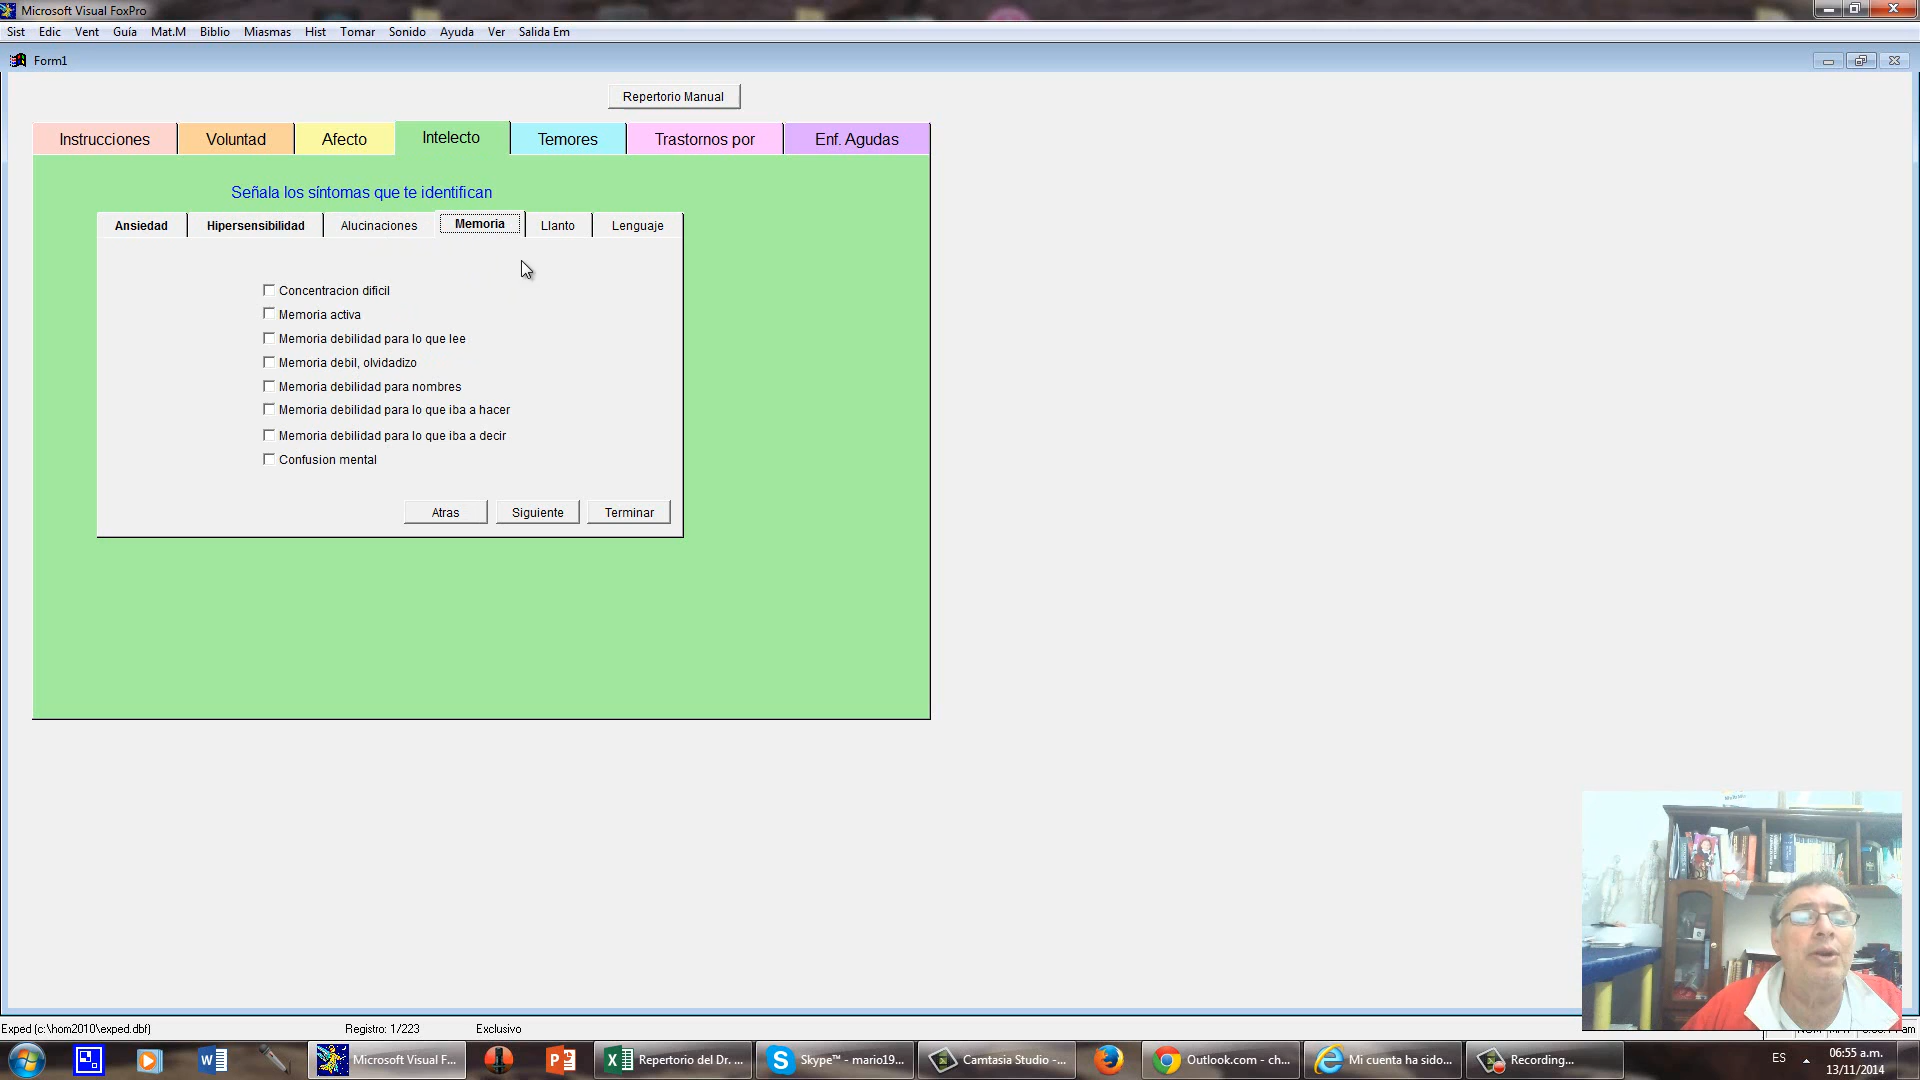 Microsoft Visual FoxPro
Sist Edic Vent Guía Mat.M Biblio Miasmas Hist Tomar Sonido Ayuda Ver Salida Em
Form1
Repertorio Manual
Instrucciones Voluntad Afecto Intelecto Temores Trastornos por Enf. Agudas
Señala los síntomas que te identifican
Ansiedad Hipersensibilidad Alucinaciones Memoria Llanto Lenguaje
Concentracion dificil
Memoria activa
Memoria debilidad para lo que lee
Memoria debil, olvidadizo
Memoria debilidad para nombres
Memoria debilidad para lo que iba a hacer
Memoria debilidad para lo que iba a decir
Confusion mental
Atras Siguiente Terminar
Exped (c:\hom2010\exped.dbf) Registro: 1/223 Exclusivo
Microsoft Visual F... Repertorio del Dr. ... Skype™ - mario19... Camtasia Studio -... Outlook.com - ch... Mi cuenta ha sido... Recording... ES 06:55 a.m.
13/11/2014